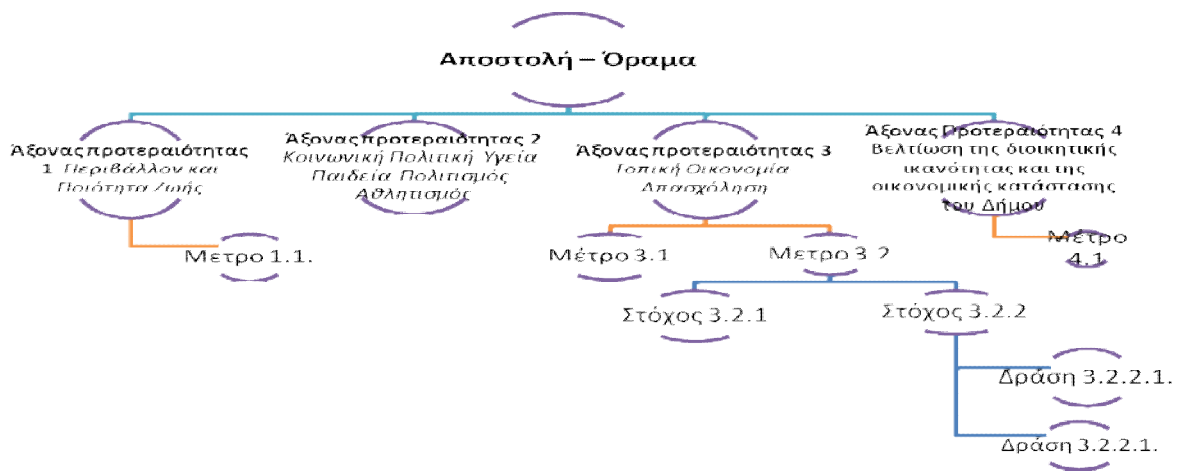 Αποστολή – Όραμα
Άξονας προτεραιότητας
1 Περιβάλλον και
Ποιότητα Ζωής
Άξονας προτεραιότητας 2
Κοινωνική Πολιτική Υγεία
Παιδεία Πολιτισμός
Αθλητισμός
Άξονας προτεραιότητας 3
Τοπική Οικονομία
Απασχόληση
Άξονας Προτεραιότητας 4
Βελτίωση της διοικητικής
ικανότητας και της
οικονομικής κατάστασης
του Δήμου
Μετρο 1.1.
Μέτρο 3.1
Μετρο 3.2
Μέτρο
4.1
Στόχος 3.2.1
Στόχος 3.2.2
Δράση 3.2.2.1.
Δράση 3.2.2.1.